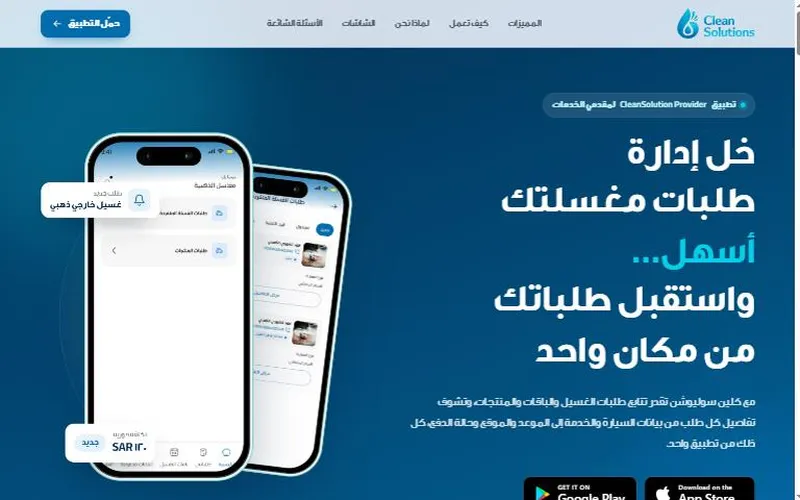 Clean
Solutions
المميزات
كيف تعمل
لماذا نحن
الشاشات
الأسئلة الشائعة
حمّل التطبيق
تطبيق CleanSolution Provider لمقدمي الخدمات
خل إدارة
طلبات مغسلتك
أسهل...
واستقبل طلباتك
من مكان واحد
مع كلين سوليوشن تقدر تتابع طلبات الغسيل والباقات والمنتجات، وتشوف
تفاصيل كل طلب من بيانات السيارة والخدمة إلى الموعد والموقع وحالة الدفع، كل
ذلك من تطبيق واحد.
GET IT ON
Google Play
Download on the
App Store
طلب جديد
غسيل خارجي ذهبي
مغاسل الذهبية
طلبات المنتجات
جديد
SAR ١٢٠